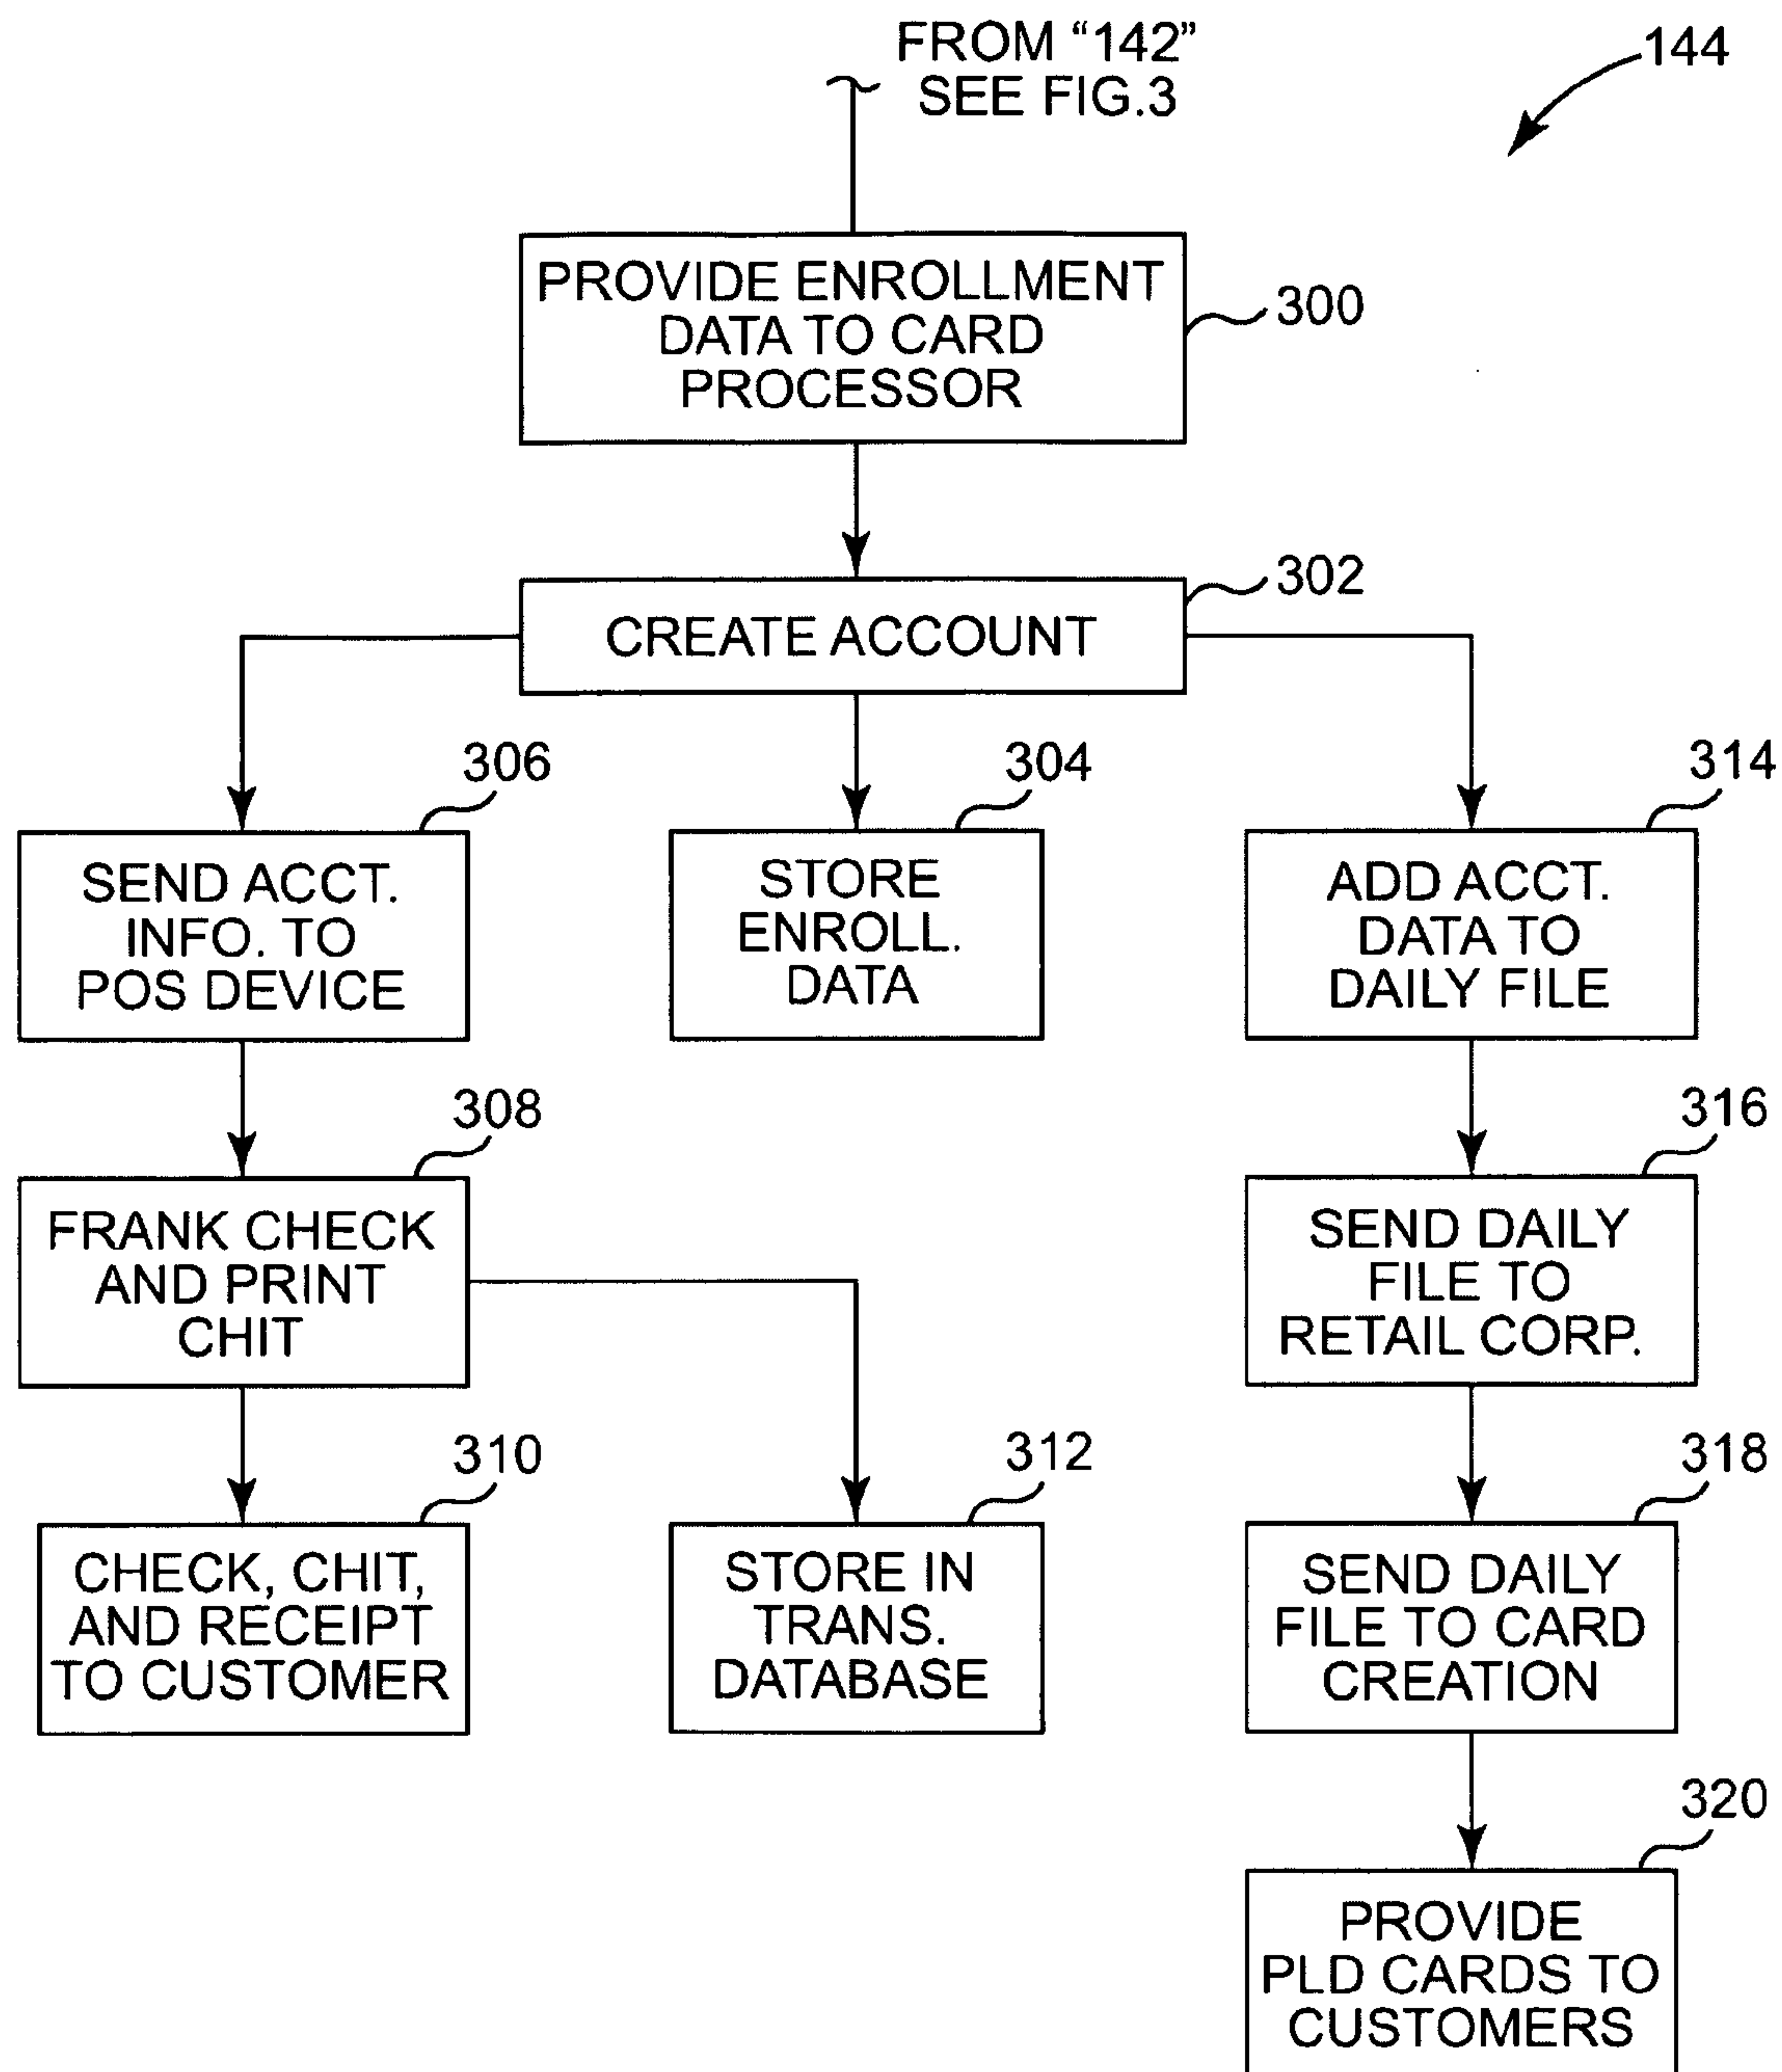 FROM “142”
SEE FIG.3
144
PROVIDE ENROLLMENT
DATA TO CARD
PROCESSOR
300
CREATE ACCOUNT
302
306
SEND ACCT.
INFO. TO
POS DEVICE
304
STORE
ENROLL.
DATA
314
ADD ACCT.
DATA TO
DAILY FILE
308
FRANK CHECK
AND PRINT
CHIT
316
SEND DAILY
FILE TO
RETAIL CORP.
310
CHECK, CHIT,
AND RECEIPT
TO CUSTOMER
312
STORE IN
TRANS.
DATABASE
318
SEND DAILY
FILE TO CARD
CREATION
320
PROVIDE
PLD CARDS TO
CUSTOMERS